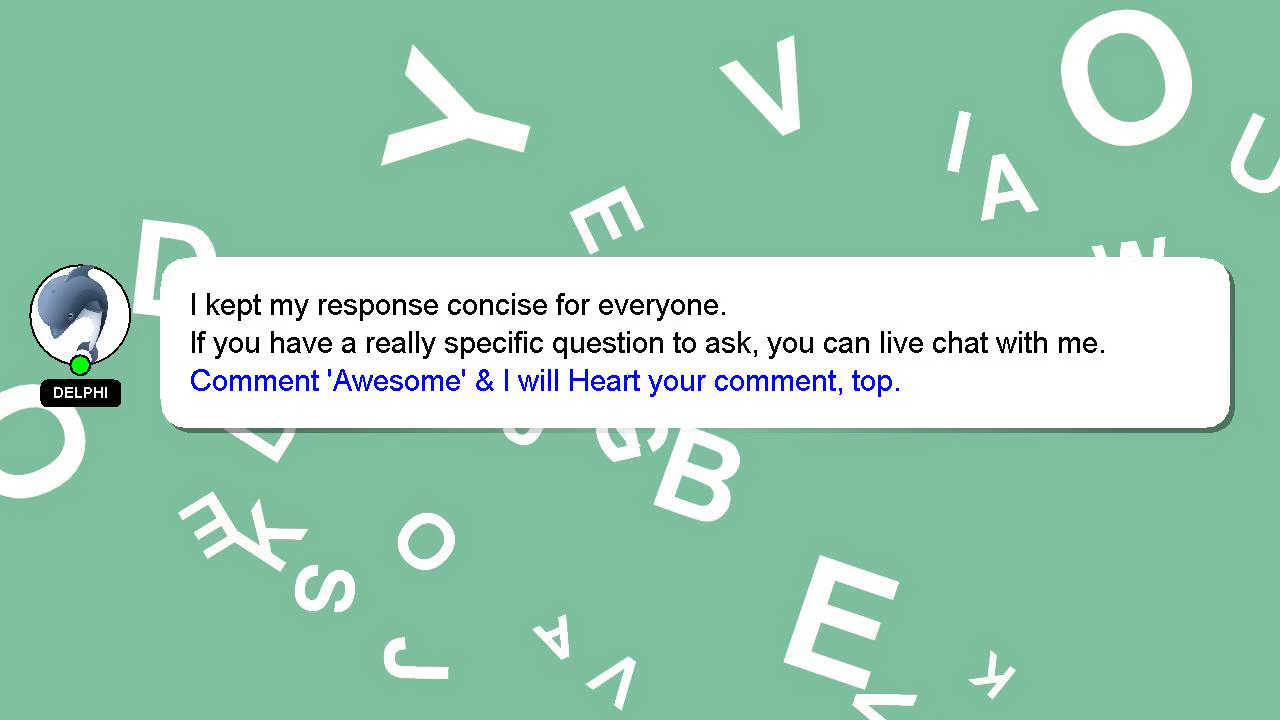 I kept my response concise for everyone.
If you have a really specific question to ask, you can live chat with me.
Comment 'Awesome' & I will Heart your comment, top.
DELPHI
Y
V
O
I
A
U
E
D
W
O
B
E
K
O
S
J
A
V
E
K